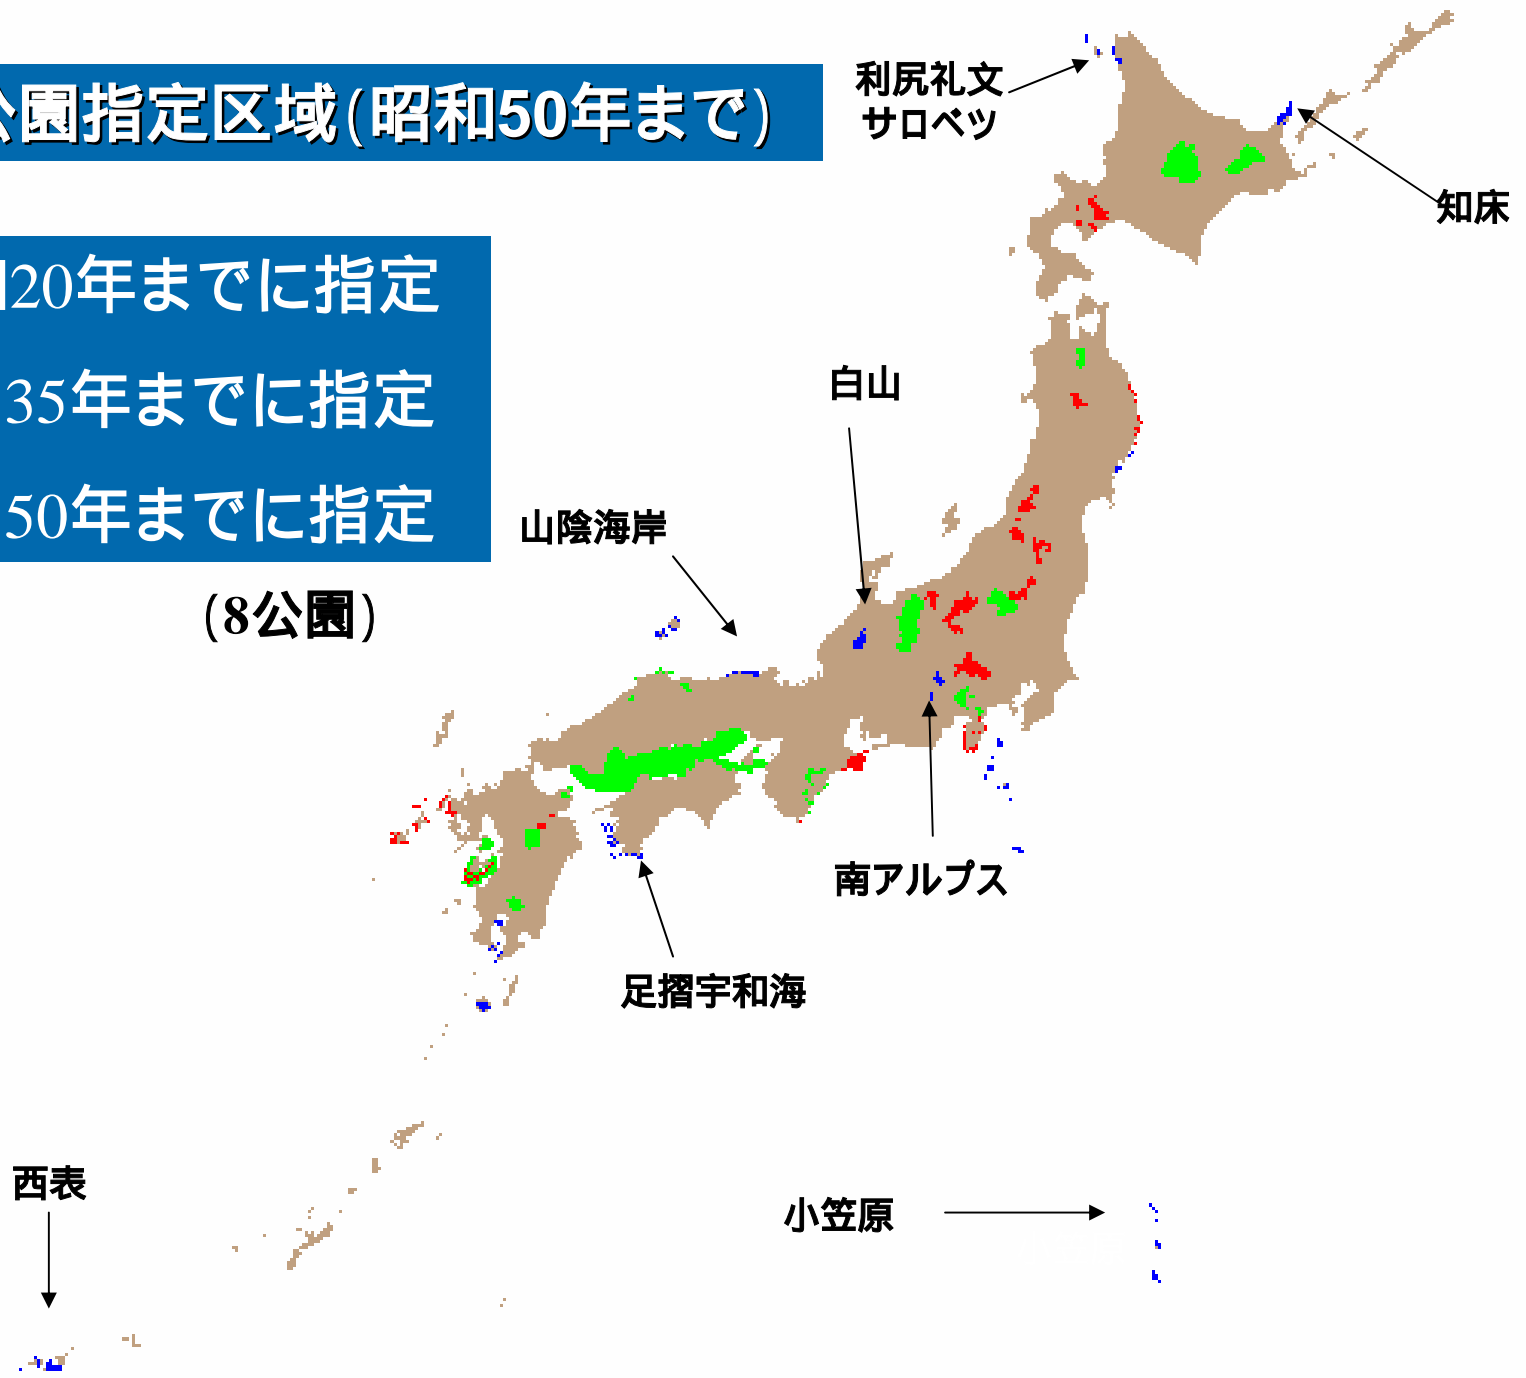 公園指定区域(昭和50年まで)
利尻礼文
サロベツ
知床
20年までに指定
35年までに指定
50年までに指定
(8公園)
白山
山陰海岸
南アルプス
足摺宇和海
西表
小笠原